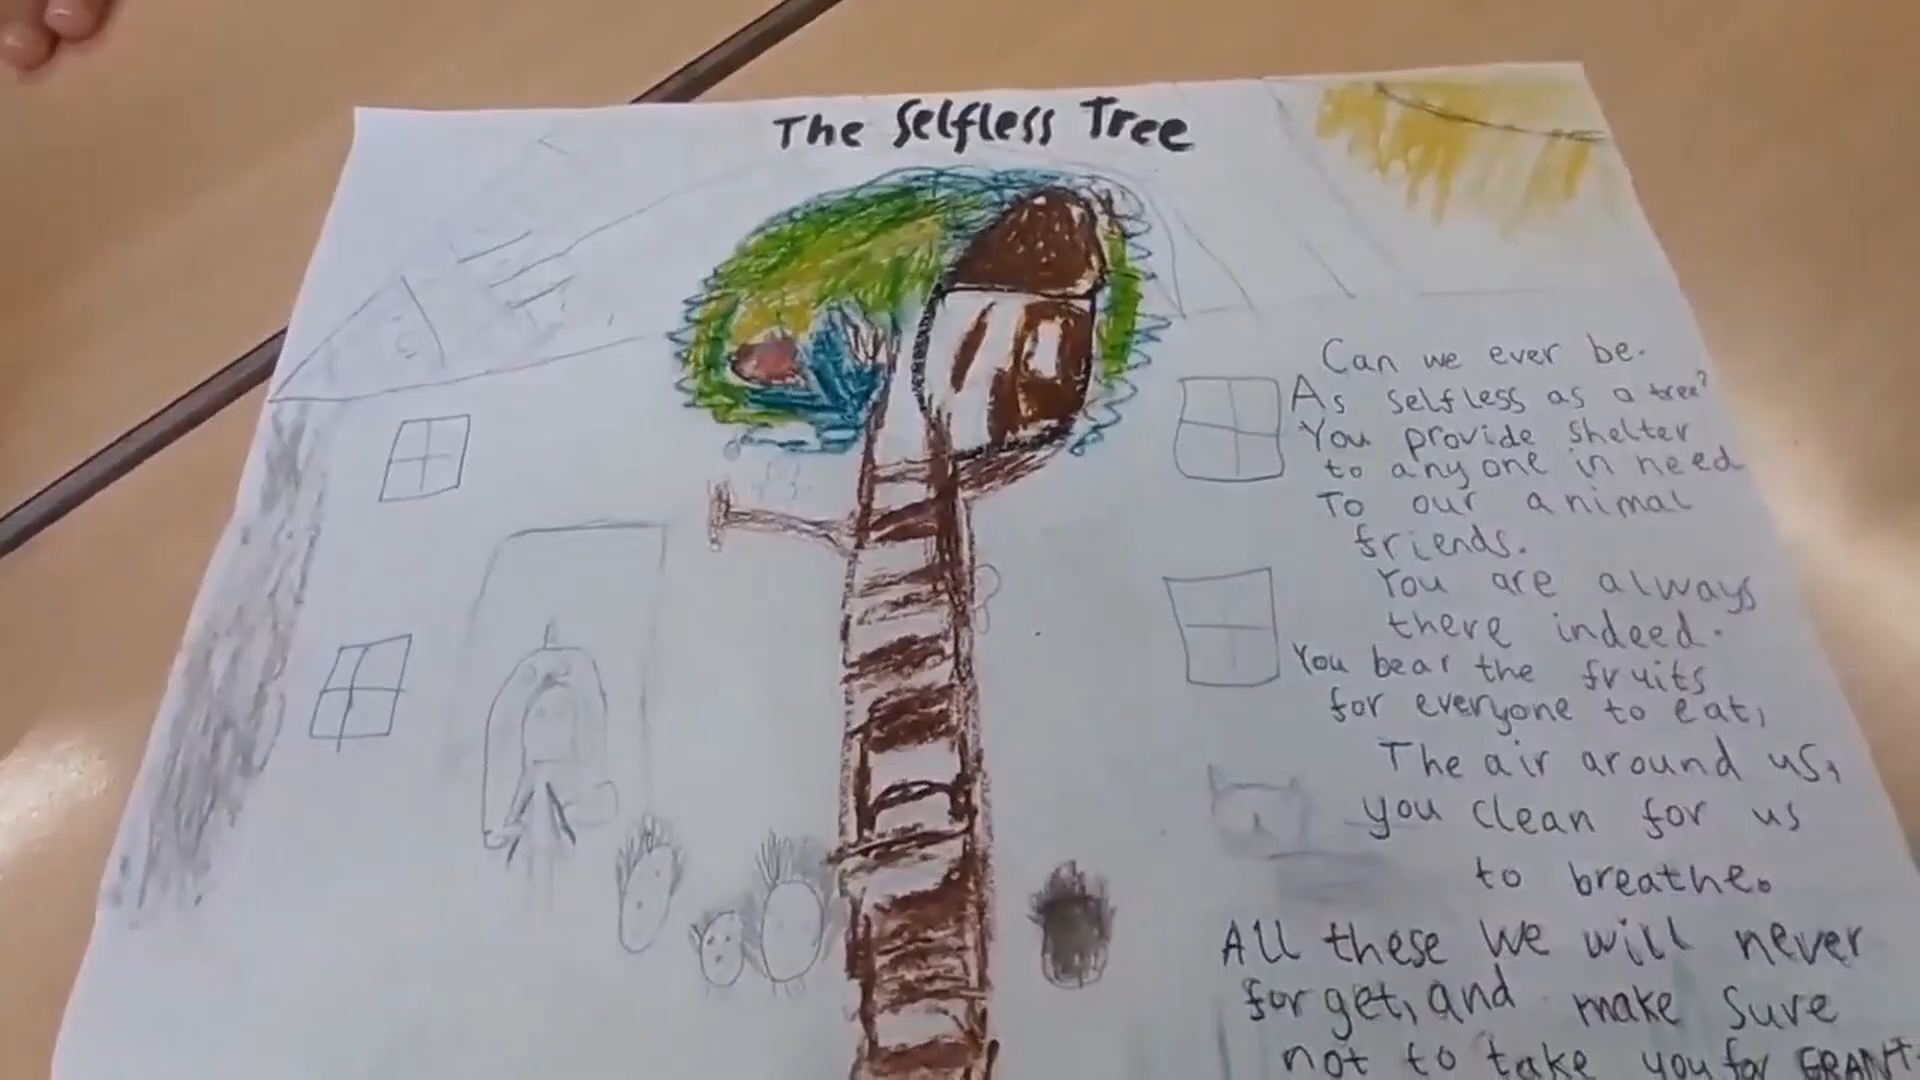 The Selfless Tree
Can we ever be.
As selfless as a tree?
You provide shelter
to anyone in need
To our animal
friends.
You are always
there indeed.
You bear the fruits
for everyone to eat,
The air around us,
you clean for us
to breathe.
All these we will never
forget, and make sure
not to take you for GRANT